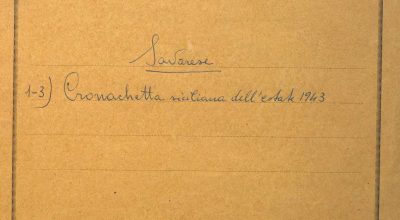 Savarese
1-3) Cronachetta siciliana dell'estate 1943